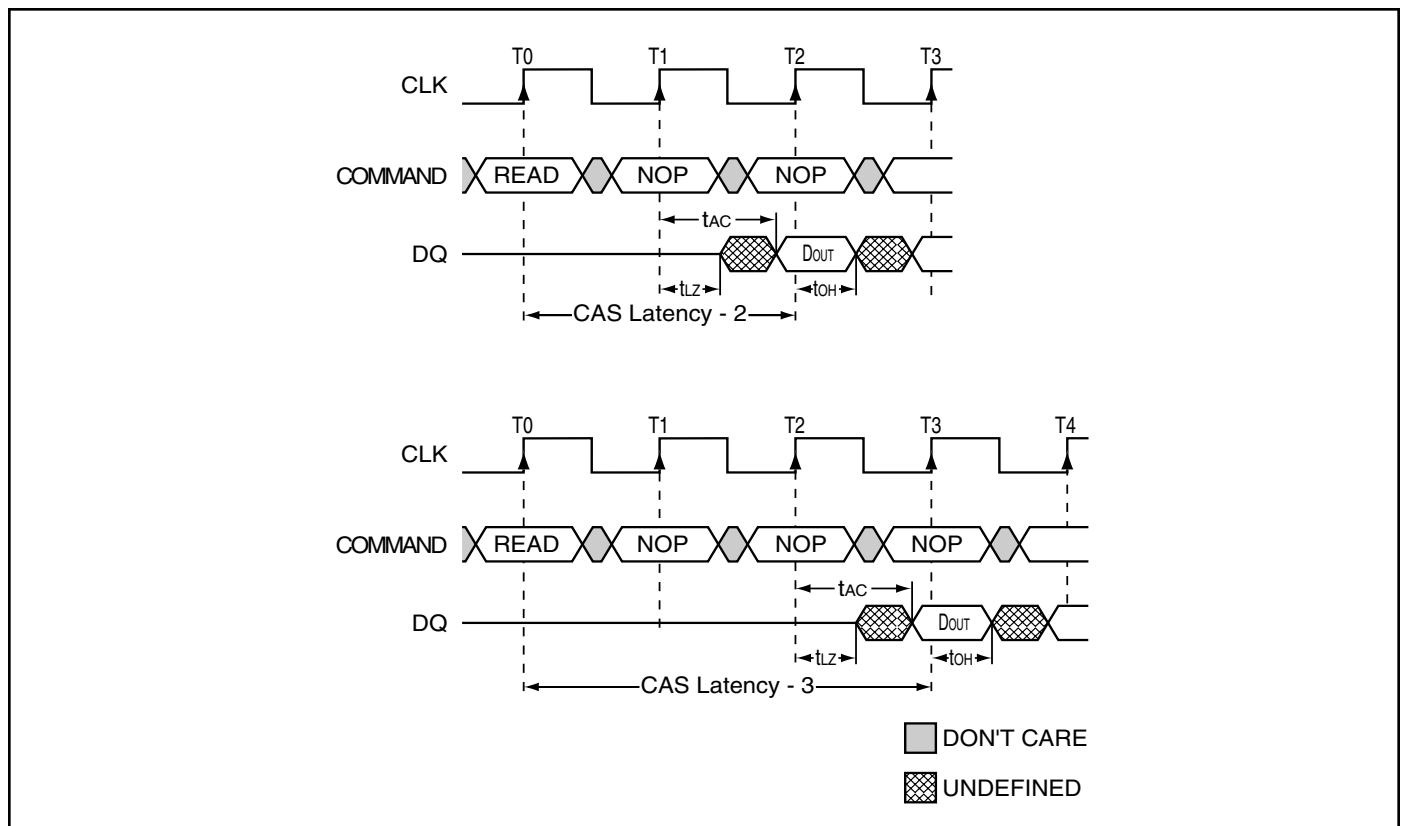 T0 T1 T2 T3
CLK
COMMAND READ NOP NOP
tAC
DQ DOUT
tLZ tOH
CAS Latency - 2
T0 T1 T2 T3 T4
CLK
COMMAND READ NOP NOP NOP
tAC
DQ DOUT
tLZ tOH
CAS Latency - 3
DON'T CARE
UNDEFINED